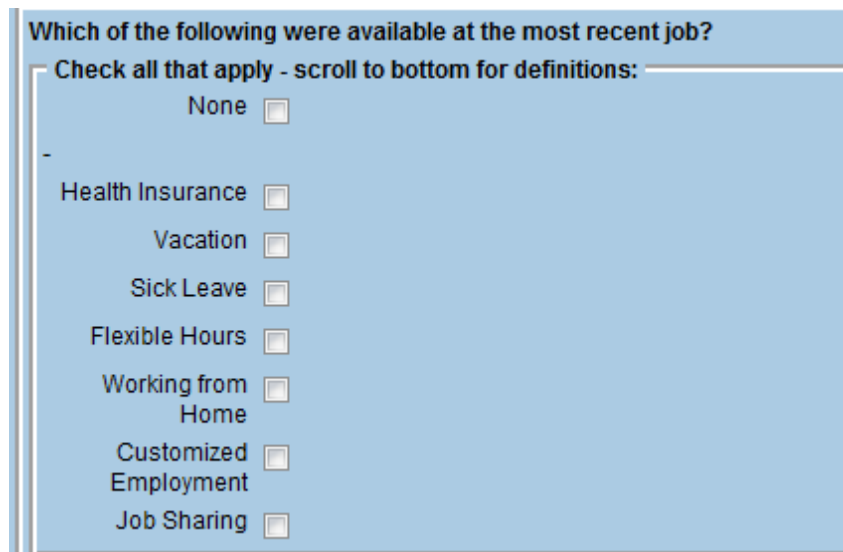 Which of the following were available at the most recent job?
Check all that apply - scroll to bottom for definitions:
None
-
Health Insurance
Vacation
Sick Leave
Flexible Hours
Working from
Home
Customized
Employment
Job Sharing